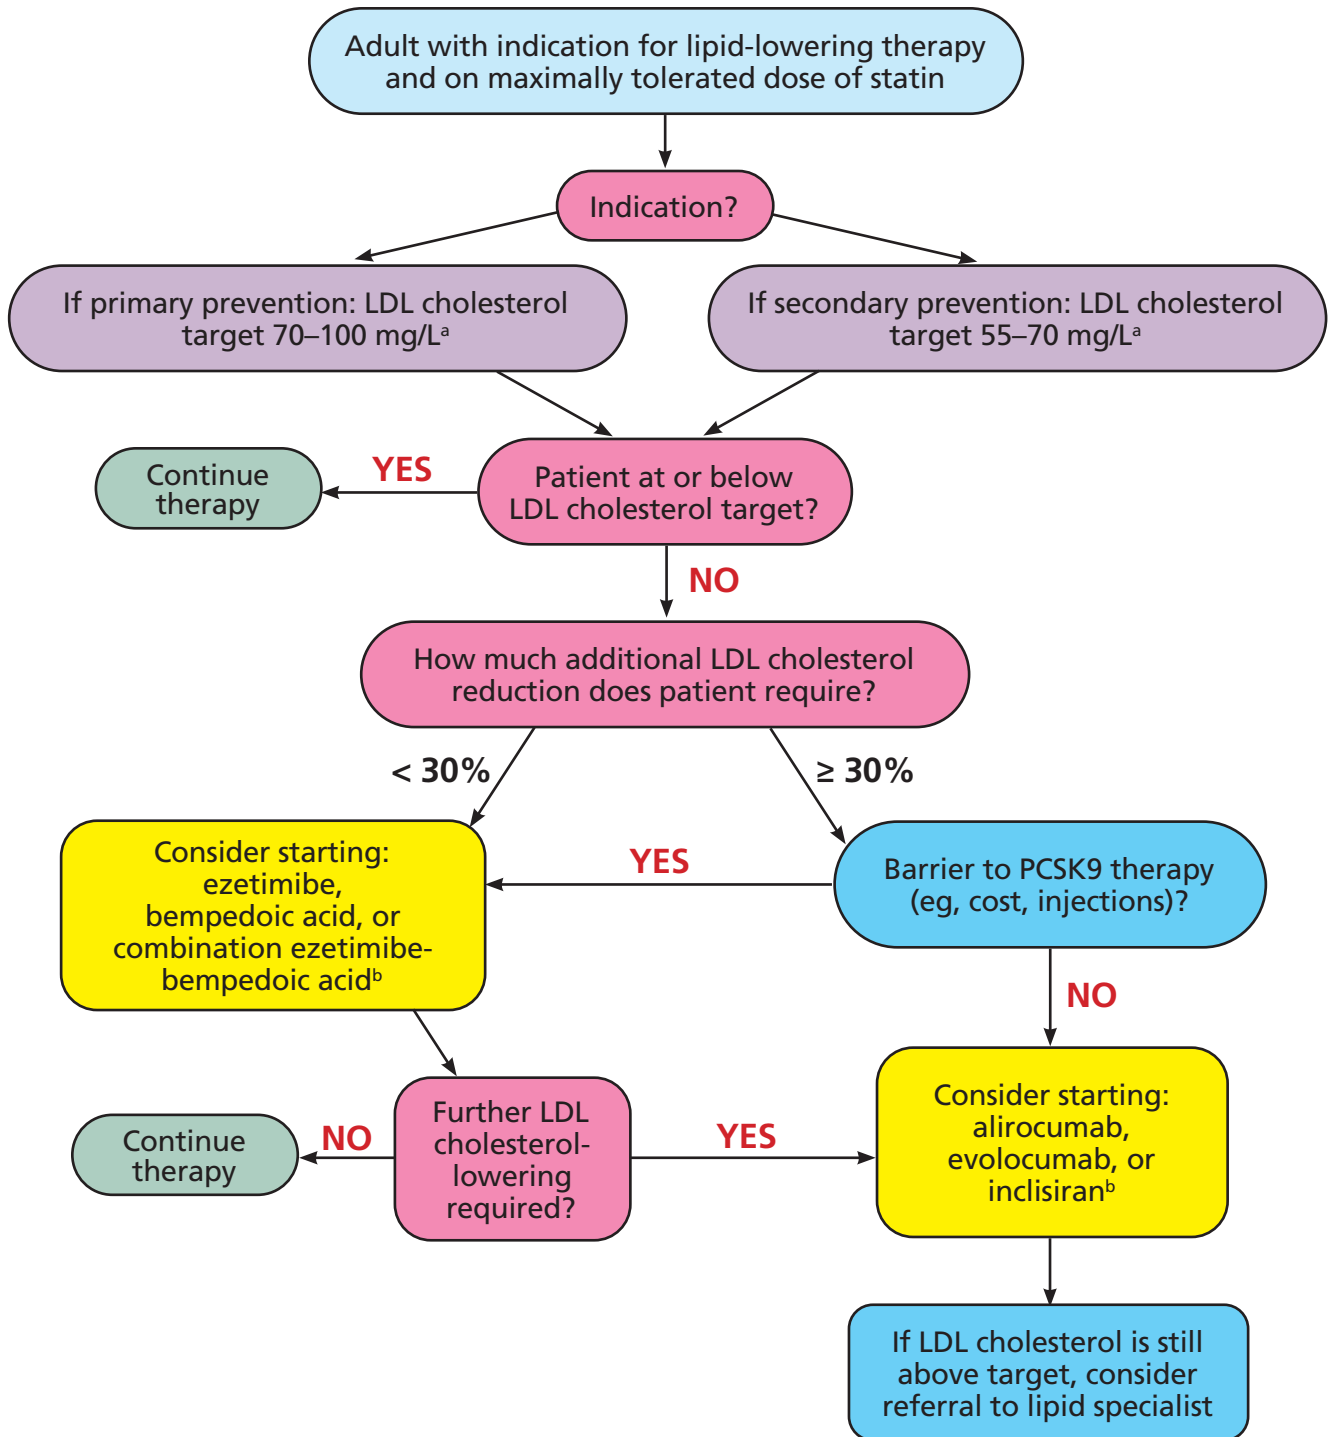 Adult with indication for lipid-lowering therapy
and on maximally tolerated dose of statin
Indication?
If primary prevention: LDL cholesterol
target 70–100 mg/Lᵃ
If secondary prevention: LDL cholesterol
target 55–70 mg/Lᵃ
Continue
therapy
YES
Patient at or below
LDL cholesterol target?
NO
How much additional LDL cholesterol
reduction does patient require?
< 30%
≥ 30%
Consider starting:
ezetimibe,
bempedoic acid, or
combination ezetimibe-
bempedoic acidᵇ
YES
Barrier to PCSK9 therapy
(eg, cost, injections)?
NO
Continue
therapy
NO
Further LDL
cholesterol-
lowering
required?
YES
Consider starting:
alirocumab,
evolocumab, or
inclisiranᵇ
If LDL cholesterol is still
above target, consider
referral to lipid specialist